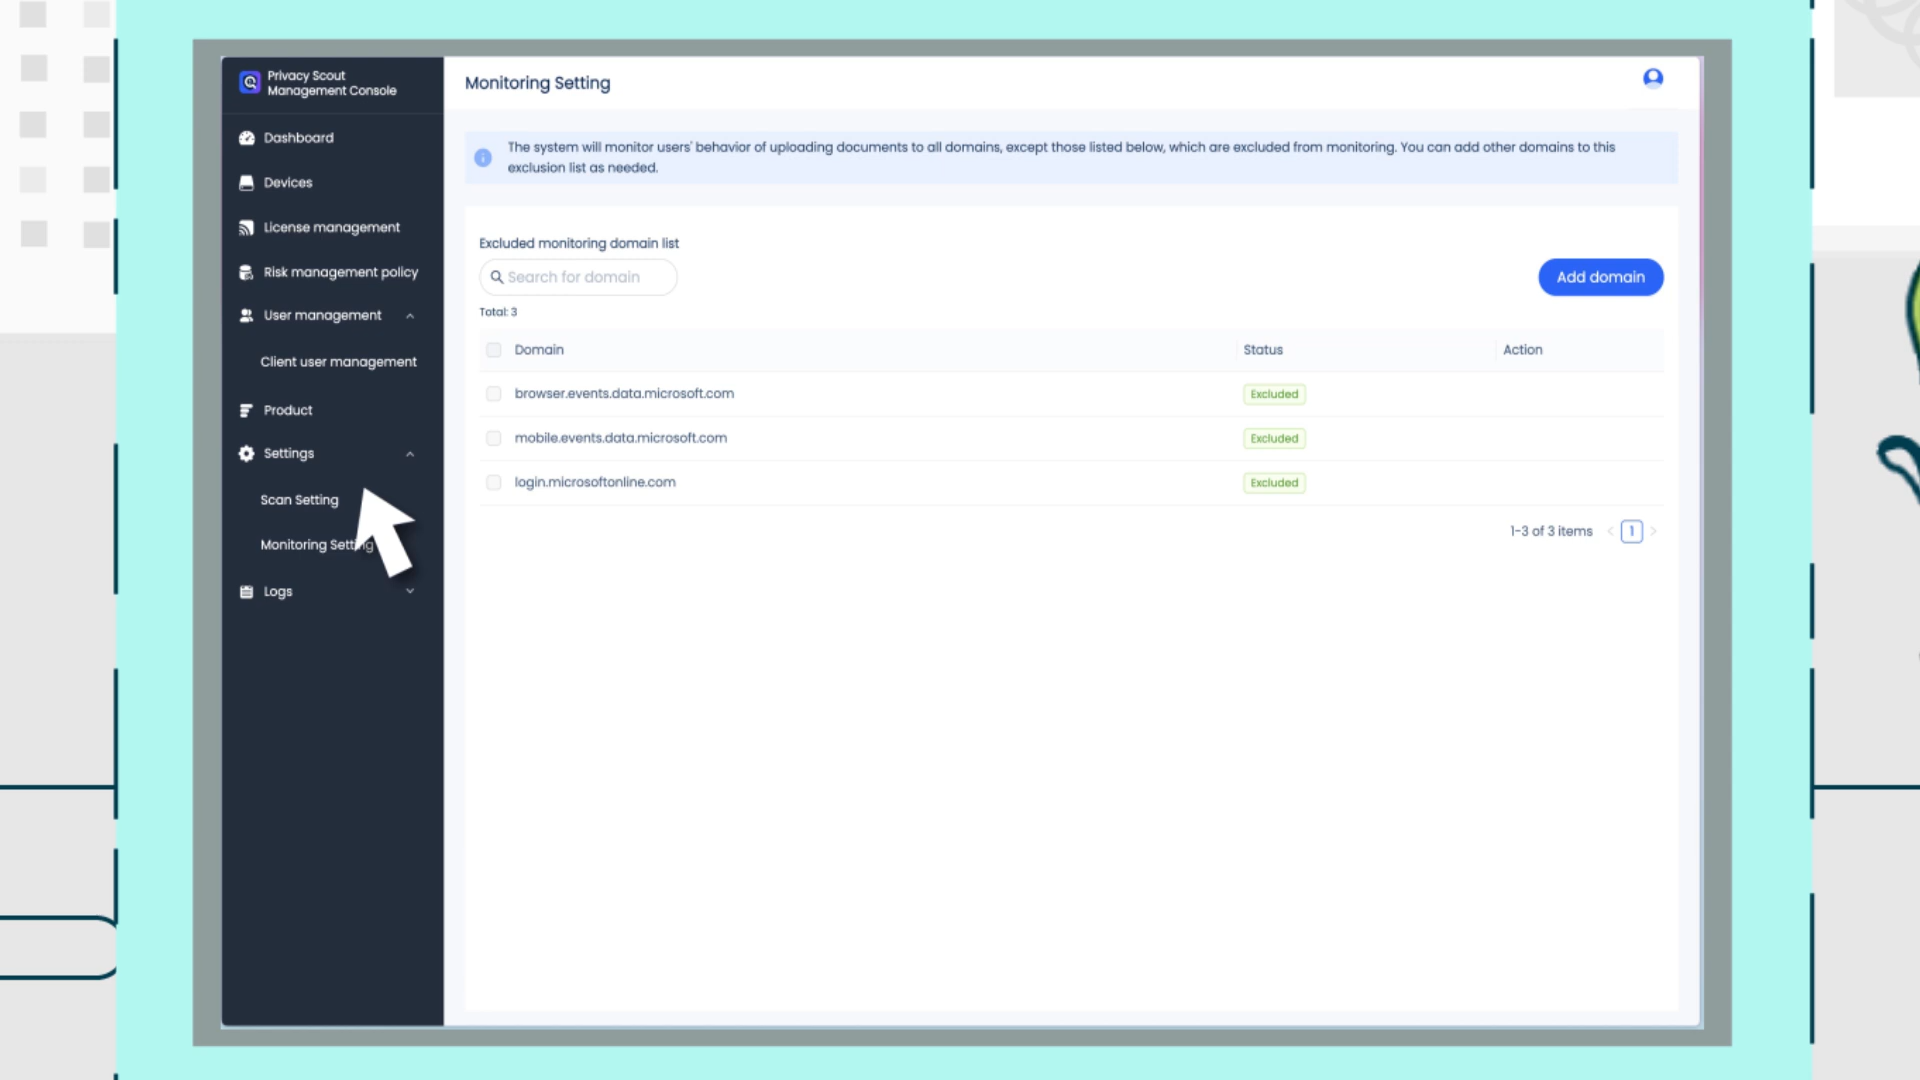 Privacy Scout
Management Console
Dashboard
Devices
License management
Risk management policy
User management
Client user management
Product
Settings
Scan Setting
Monitoring Setting
Logs
Monitoring Setting
The system will monitor users' behavior of uploading documents to all domains, except those listed below, which are excluded from monitoring. You can add other domains to this
exclusion list as needed.
Excluded monitoring domain list
Search for domain
Add domain
Total: 3
Domain Status Action
browser.events.data.microsoft.com Excluded
mobile.events.data.microsoft.com Excluded
login.microsoftonline.com Excluded
1-3 of 3 items < 1 >